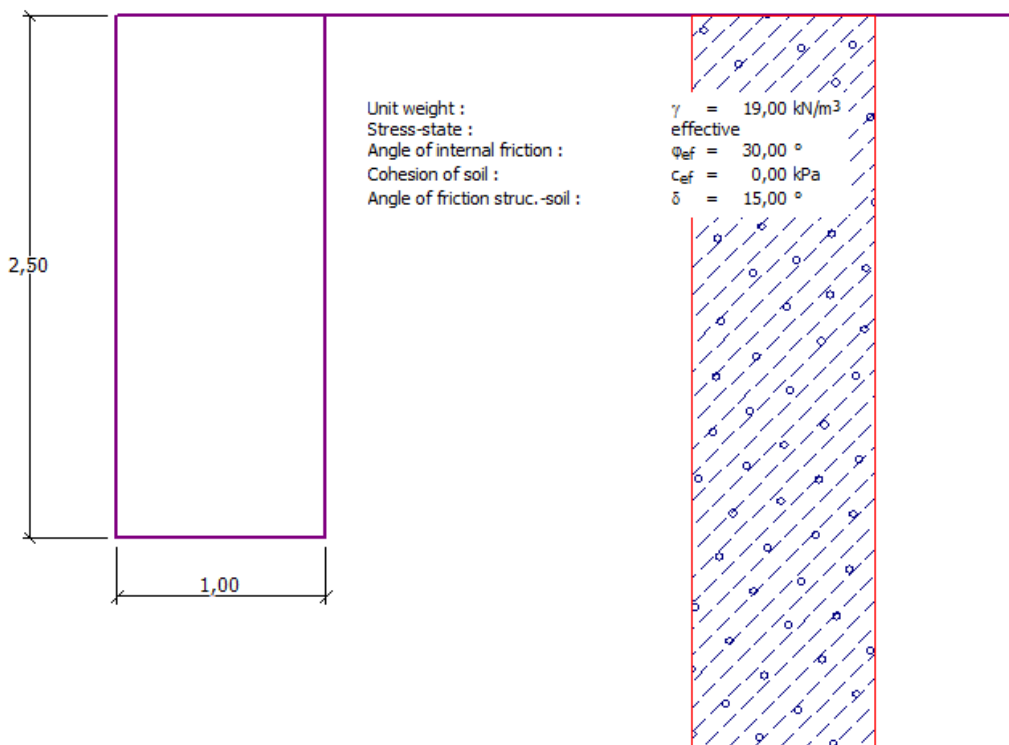 Unit weight : γ = 19,00 kN/m³
Stress-state : effective
Angle of internal friction : φef = 30,00 °
Cohesion of soil : cef = 0,00 kPa
Angle of friction struc.-soil : δ = 15,00 °
2,50
1,00